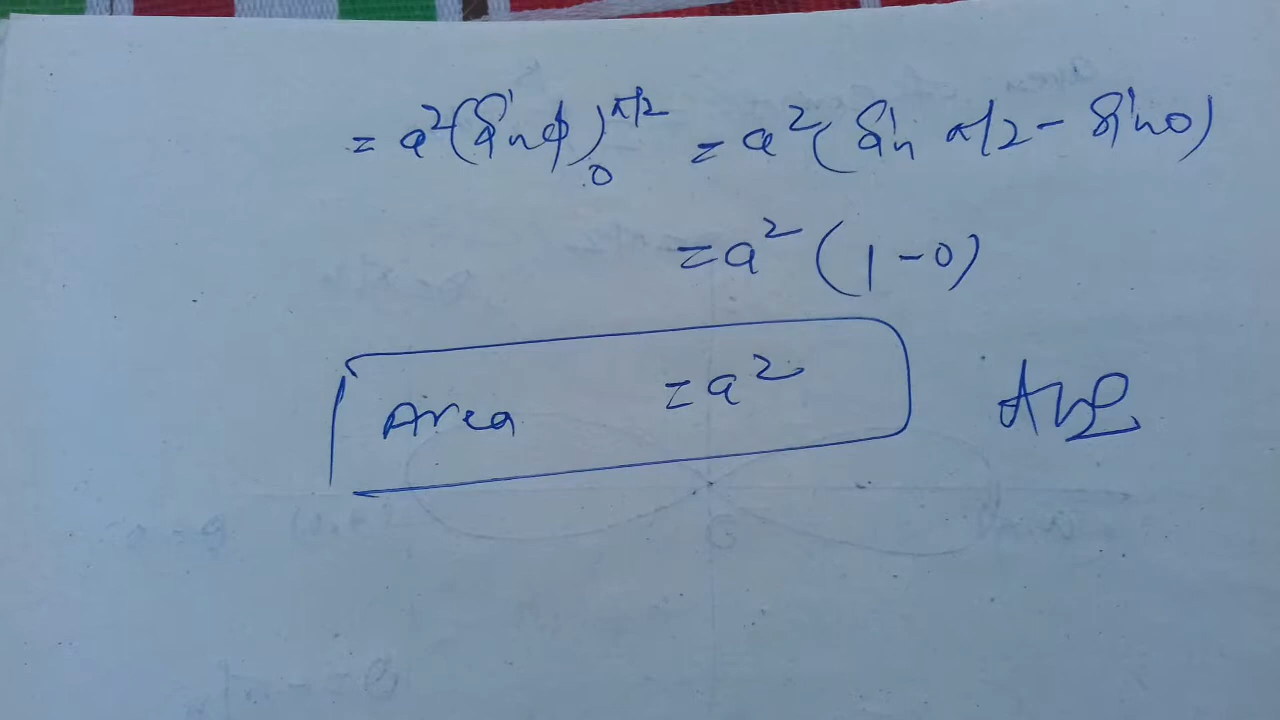 = a²(sinφ)₀^π/2 = a²(sin π/2 - sin0)
= a² (1-0)
Area = a² Ans